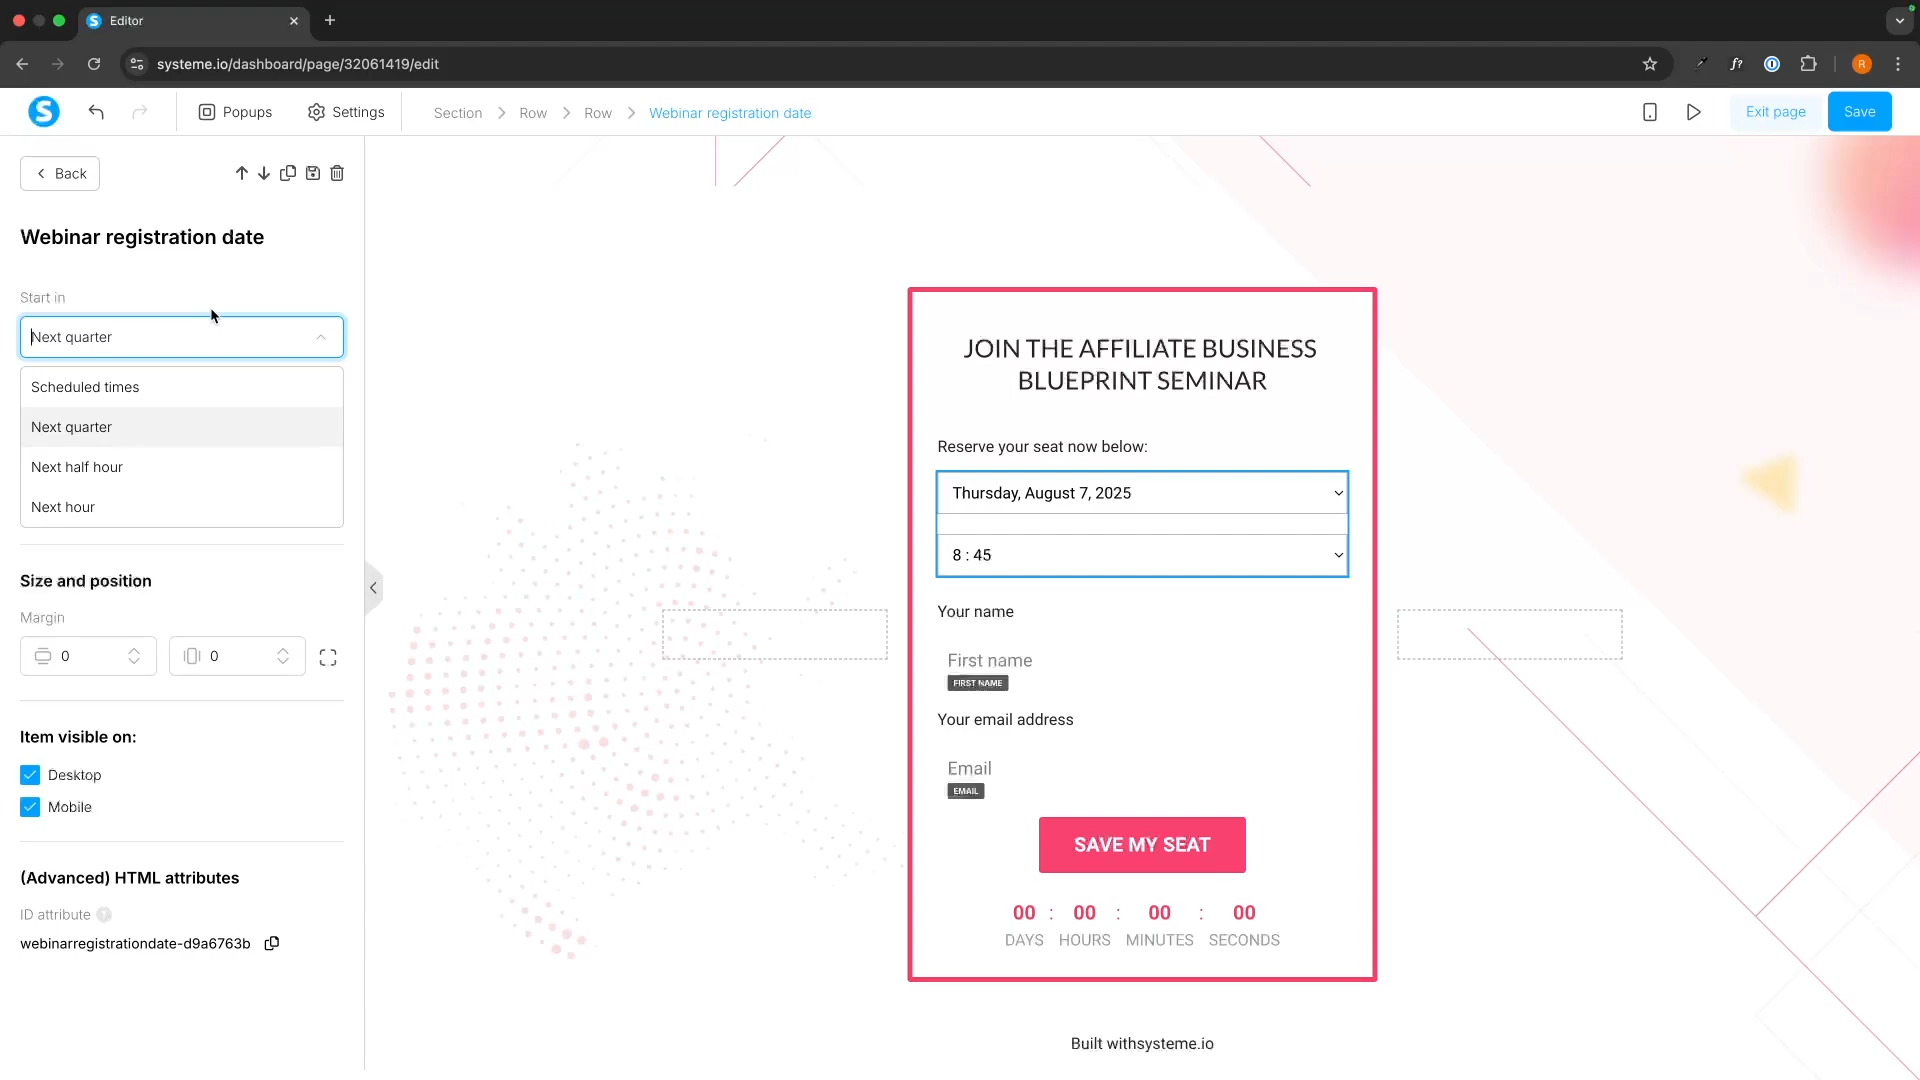 Editor
systeme.io/dashboard/page/32061419/edit
R
S
Popups
Settings
Section
Row
Row
Webinar registration date
Exit page
Save
Back
Webinar registration date
Start in
Next quarter
Scheduled times
Next quarter
Next half hour
Next hour
Size and position
Margin
0
0
Item visible on:
Desktop
Mobile
(Advanced) HTML attributes
ID attribute ?
webinarregistrationdate-d9a6763b
JOIN THE AFFILIATE BUSINESS
BLUEPRINT SEMINAR
Reserve your seat now below:
Thursday, August 7, 2025
8 : 45
Your name
First name
FIRST NAME
Your email address
Email
EMAIL
SAVE MY SEAT
00 : 00 : 00 : 00
DAYS HOURS MINUTES SECONDS
Built withsysteme.io